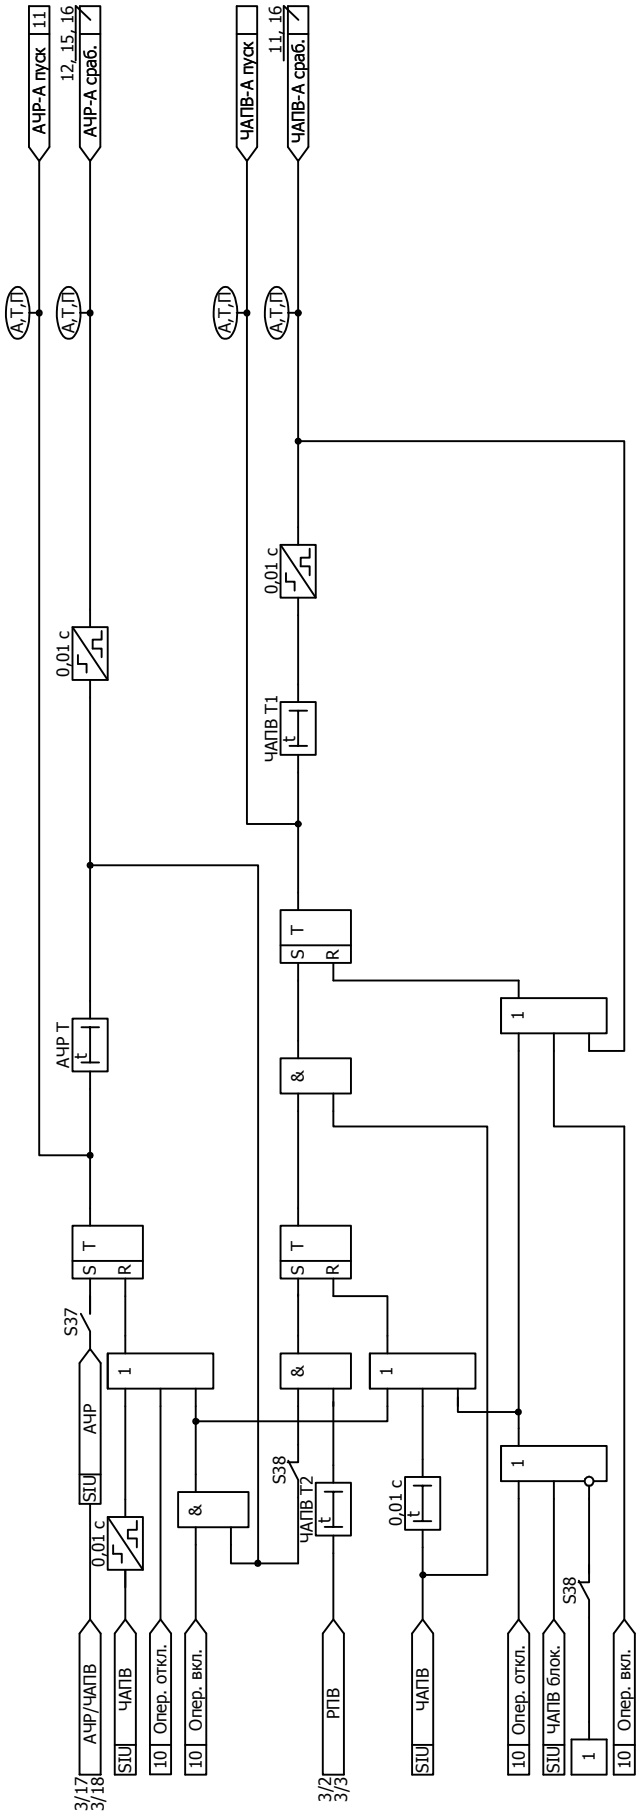 3/17
3/18
АЧР/ЧАПВ
SIU АЧР
S37
S T
R
АЧР T
t
0,01 с
А,Т,П
А,Т,П
АЧР-А пуск 11
АЧР-А сраб.
12, 15, 16
SIU ЧАПВ
0,01 с
10 Опер. откл.
1
10 Опер. вкл.
&
S38
3/2
3/3
РПВ
ЧАПВ T2
t
&
S T
R
&
S T
R
ЧАПВ T1
t
0,01 с
А,Т,П
А,Т,П
ЧАПВ-А пуск
ЧАПВ-А сраб.
11, 16
SIU ЧАПВ
0,01 с
t
1
10 Опер. откл.
SIU ЧАПВ блок.
1
S38
1
1
10 Опер. вкл.